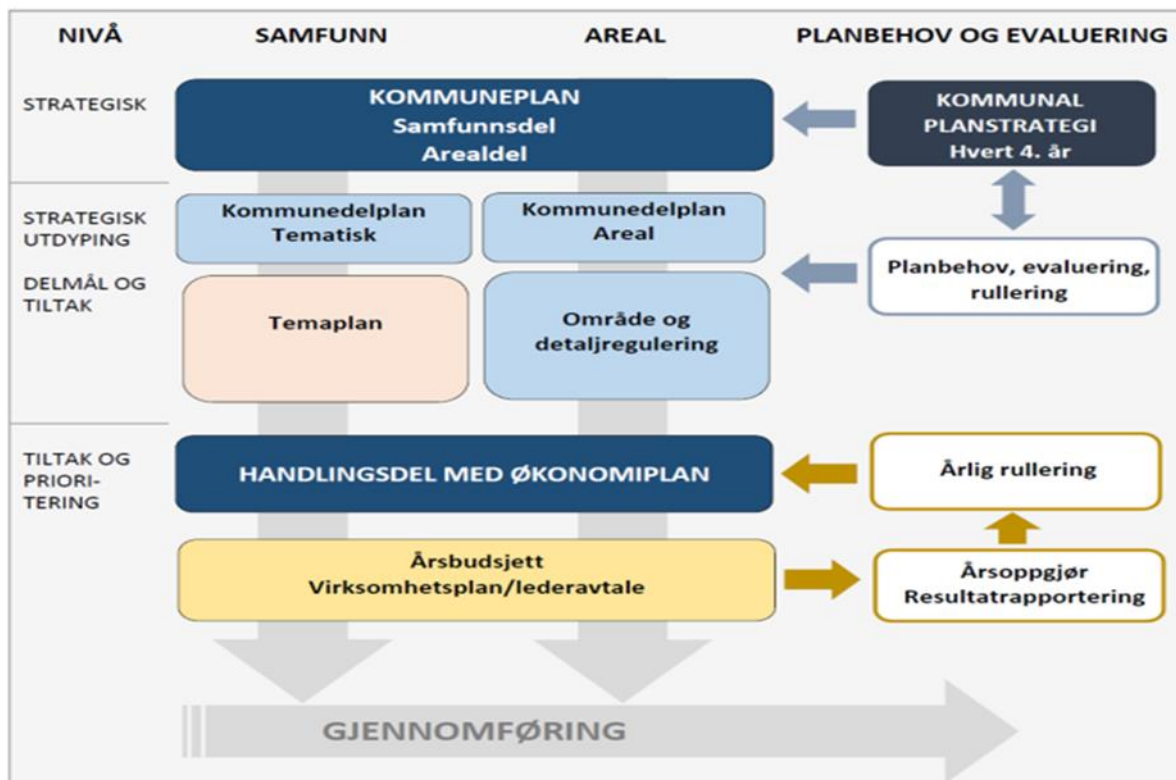 NIVÅ
SAMFUNN
AREAL
PLANBEHOV OG EVALUERING
STRATEGISK
KOMMUNEPLAN
Samfunnsdel
Arealdel
KOMMUNAL
PLANSTRATEGI
Hvert 4. år
STRATEGISK
UTDYPING
Kommunedelplan
Tematisk
Kommunedelplan
Areal
DELMÅL OG
TILTAK
Temaplan
Område og
detaljregulering
Planbehov, evaluering,
rullering
TILTAK OG
PRIORI-
TERING
HANDLINGSDEL MED ØKONOMIPLAN
Årlig rullering
Årsbudsjett
Virksomhetsplan/lederavtale
Årsoppgjør
Resultatrapportering
GJENNOMFØRING